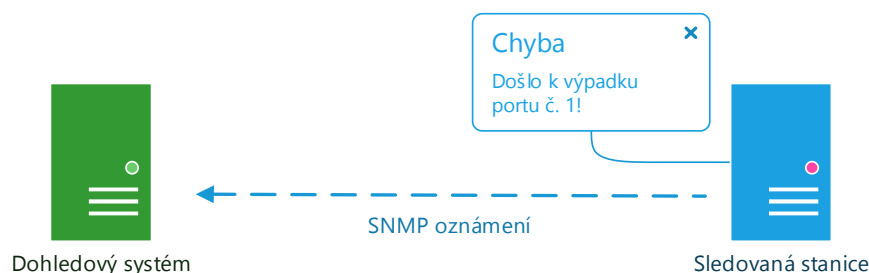 Chyba
Došlo k výpadku
portu č. 1!
SNMP oznámení
Dohledový systém
Sledovaná stanice